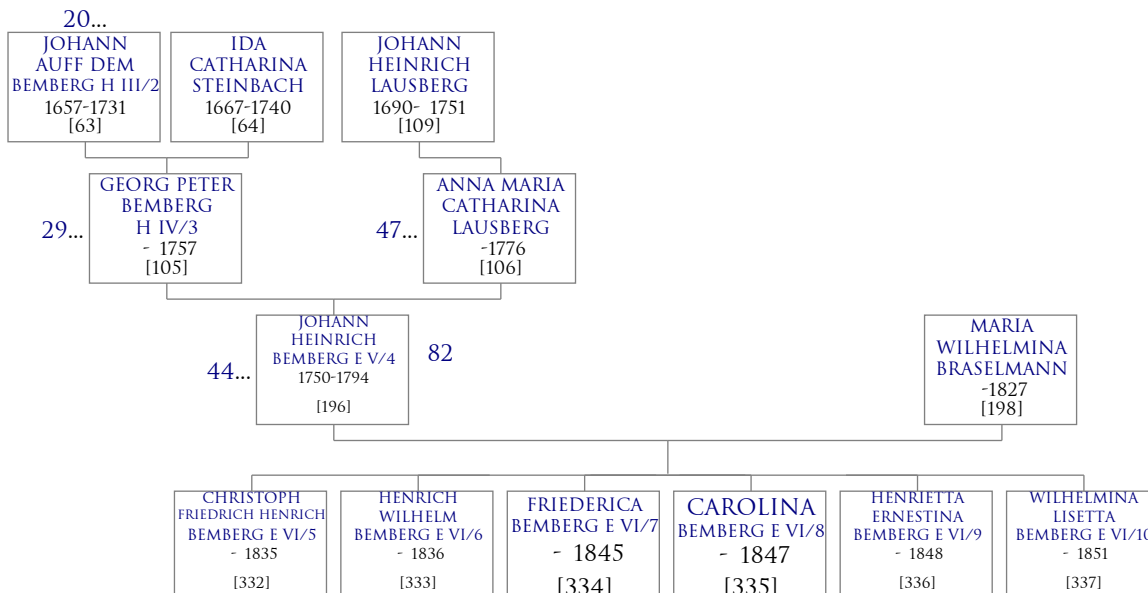 20...
JOHANN
AUFF DEM
BEMBERG H III/2
1657-1731
[63]
IDA
CATHARINA
STEINBACH
1667-1740
[64]
JOHANN
HEINRICH
LAUSBERG
1690- 1751
[109]
29...
GEORG PETER
BEMBERG
H IV/3
- 1757
[105]
47...
ANNA MARIA
CATHARINA
LAUSBERG
-1776
[106]
44...
JOHANN
HEINRICH
BEMBERG E V/4
1750-1794
[196]
82
MARIA
WILHELMINA
BRASELMANN
-1827
[198]
CHRISTOPH
FRIEDRICH HENRICH
BEMBERG E VI/5
- 1835
[332]
HENRICH
WILHELM
BEMBERG E VI/6
- 1836
[333]
FRIEDERICA
BEMBERG E VI/7
- 1845
[334]
CAROLINA
BEMBERG E VI/8
- 1847
[335]
HENRIETTA
ERNESTINA
BEMBERG E VI/9
- 1848
[336]
WILHELMINA
LISETTA
BEMBERG E VI/10
- 1851
[337]